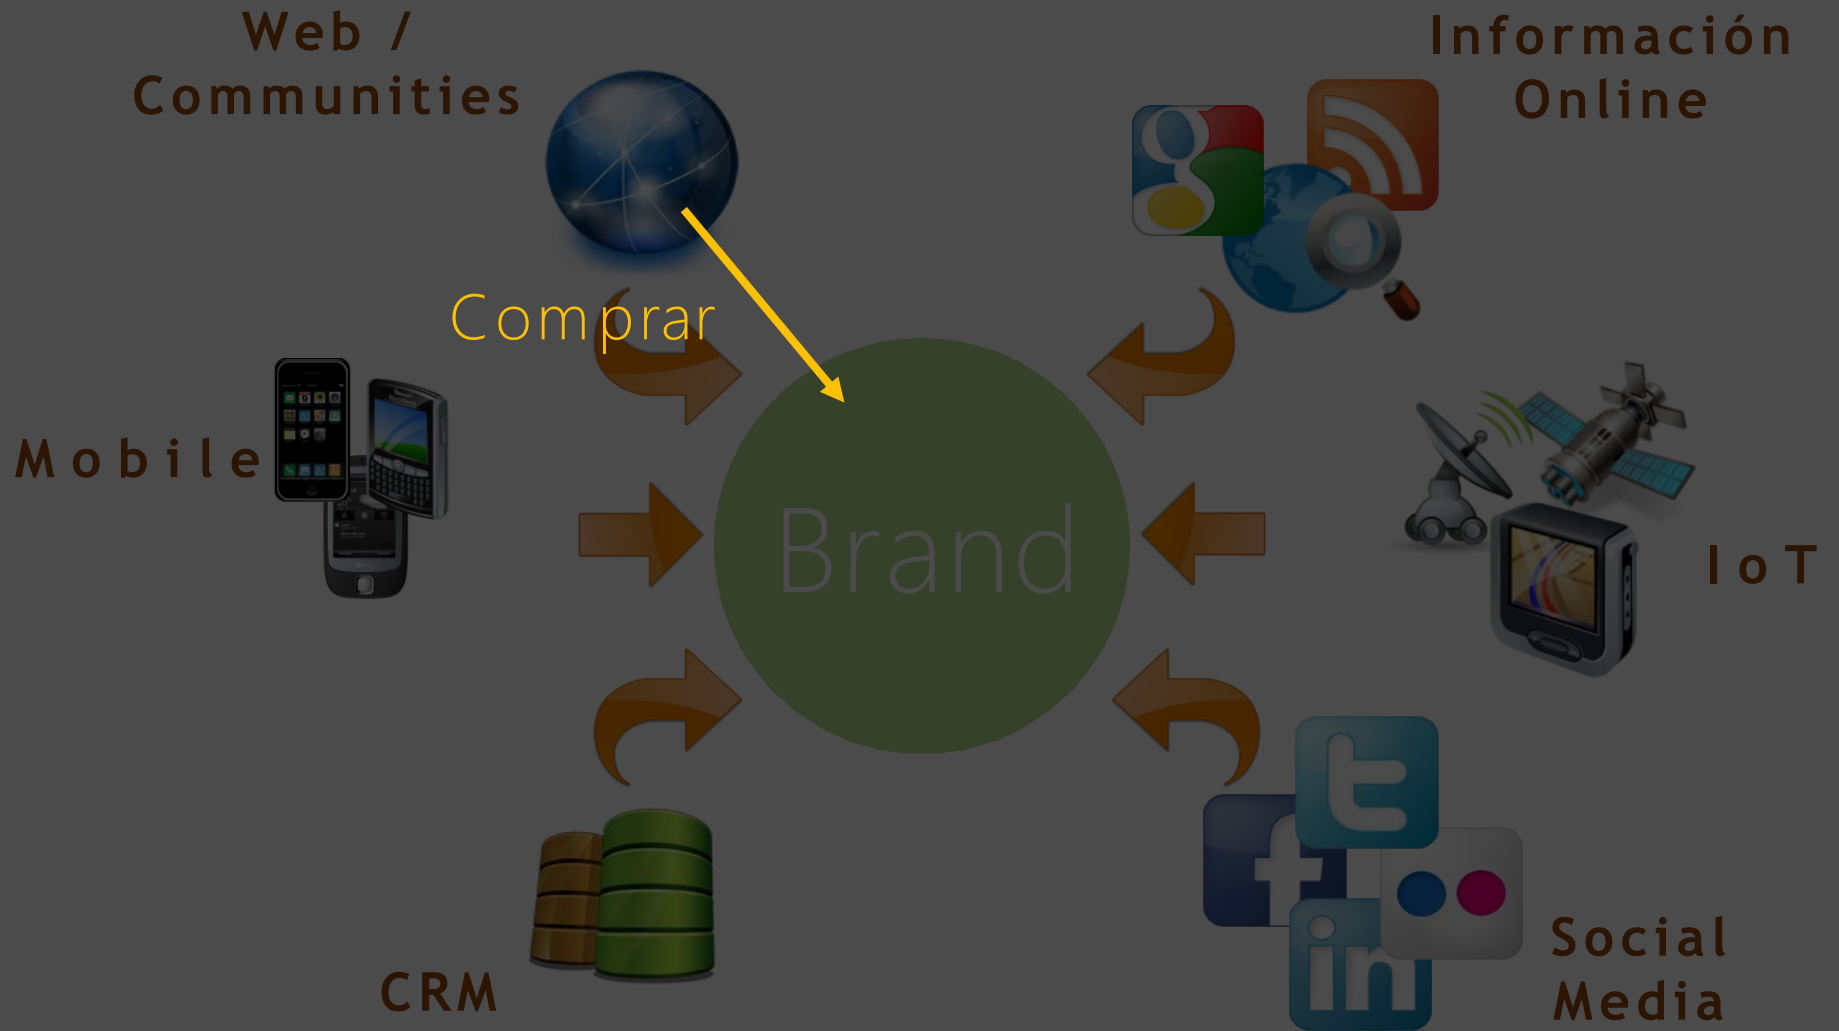 Web /
Communities
Información
Online
Comprar
Mobile
Brand
IoT
CRM
Social
Media